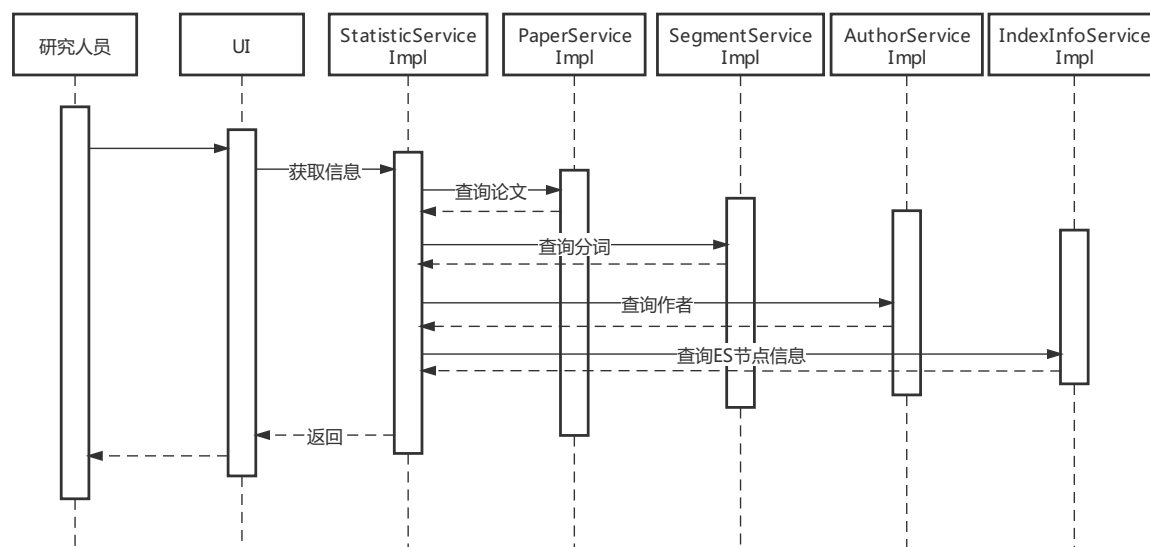 研究人员
UI
StatisticService
Impl
PaperService
Impl
SegmentService
Impl
AuthorService
Impl
IndexInfoService
Impl
获取信息
查询论文
查询分词
查询作者
查询ES节点信息
返回